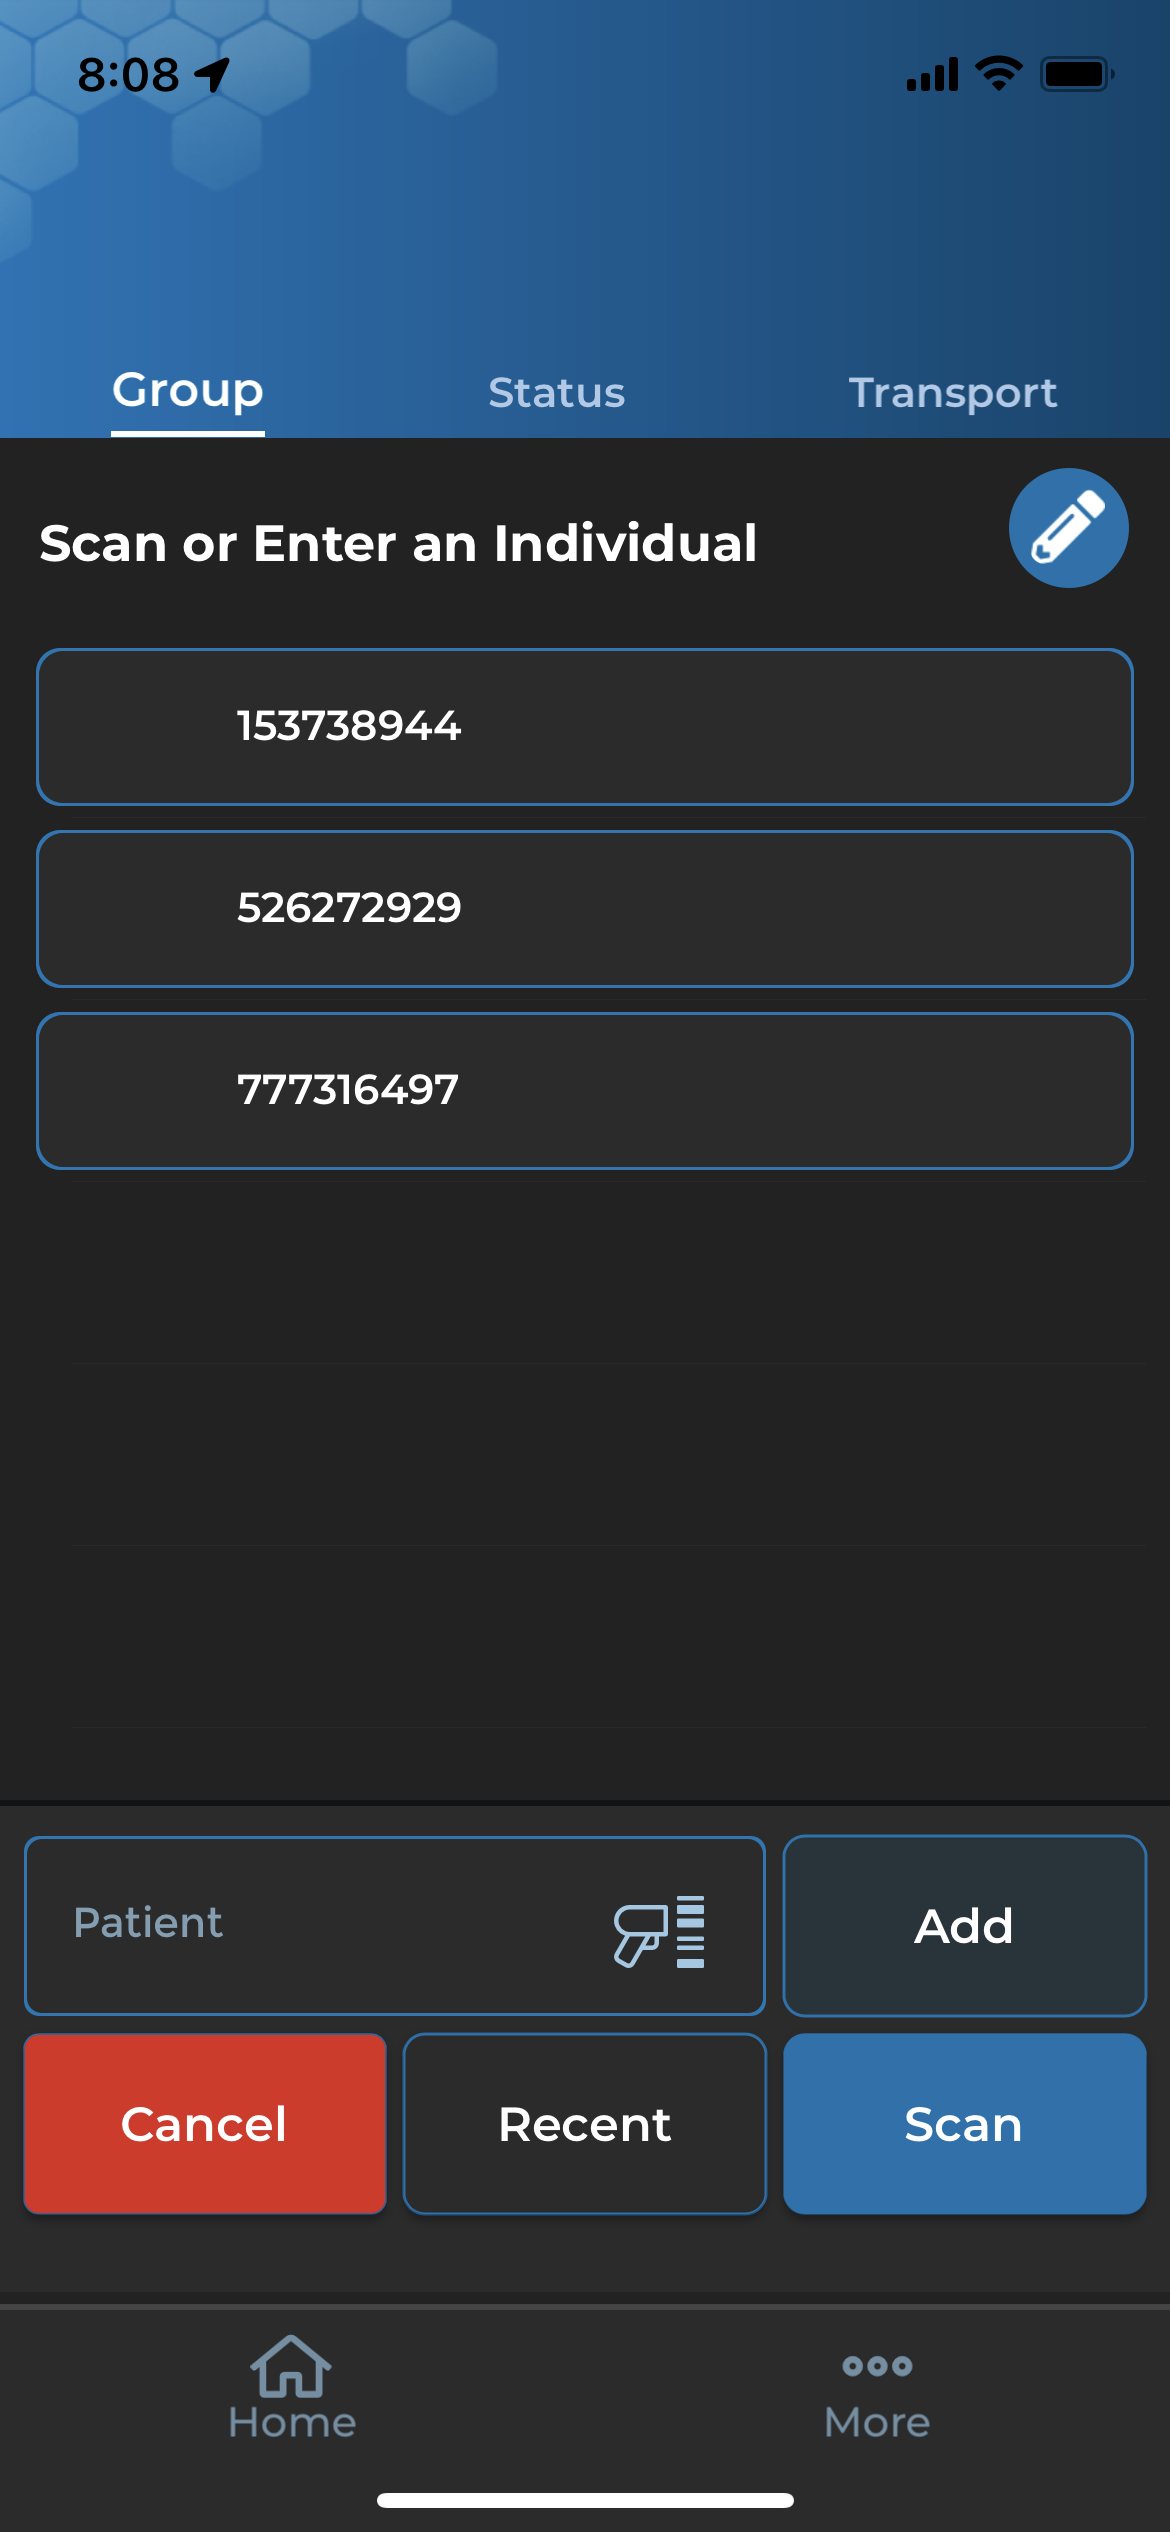 8:08
Group Status Transport
Scan or Enter an Individual
153738944
526272929
777316497
Patient Add
Cancel Recent Scan
Home More